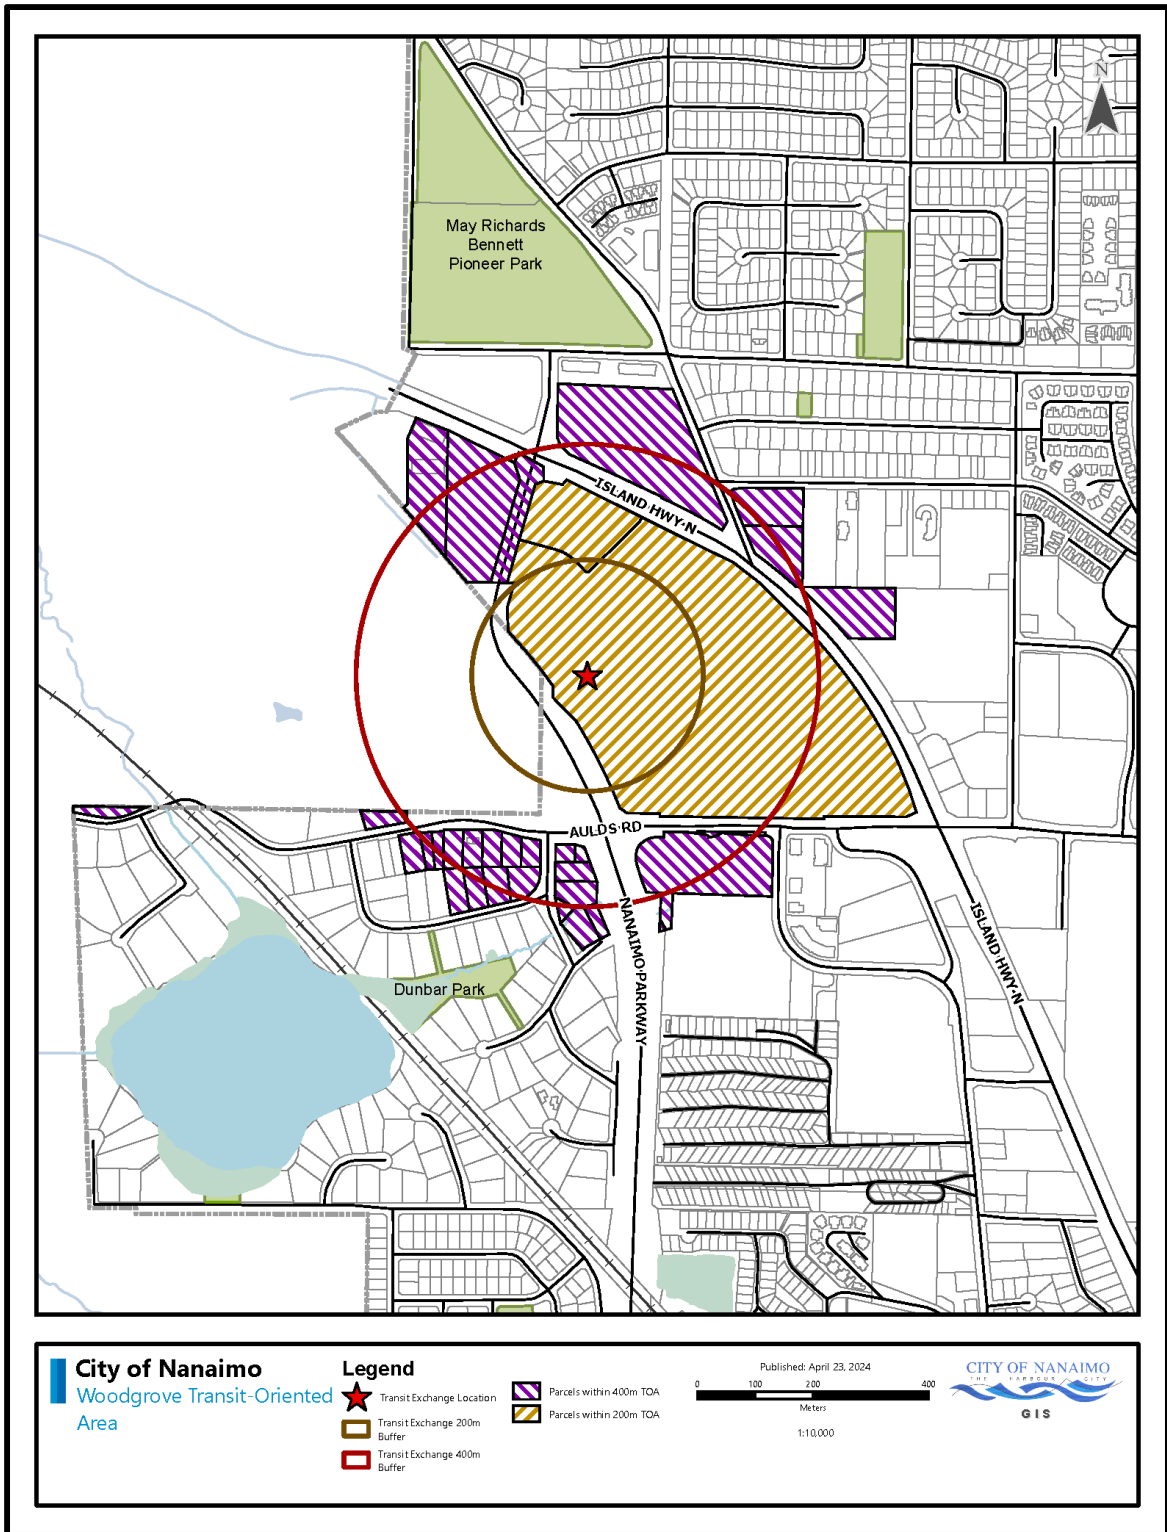 N
May Richards
Bennett
Pioneer Park
ISLAND HWY N
AULDS RD
NANAIMO PARKWAY
ISLAND HWY N
Dunbar Park
City of Nanaimo
Woodgrove Transit-Oriented
Area
Legend
Transit Exchange Location
Transit Exchange 200m
Buffer
Transit Exchange 400m
Buffer
Parcels within 400m TOA
Parcels within 200m TOA
Published: April 23, 2024
0 100 200 400
Meters
1:10,000
CITY OF NANAIMO
THE HARBOUR CITY
GIS